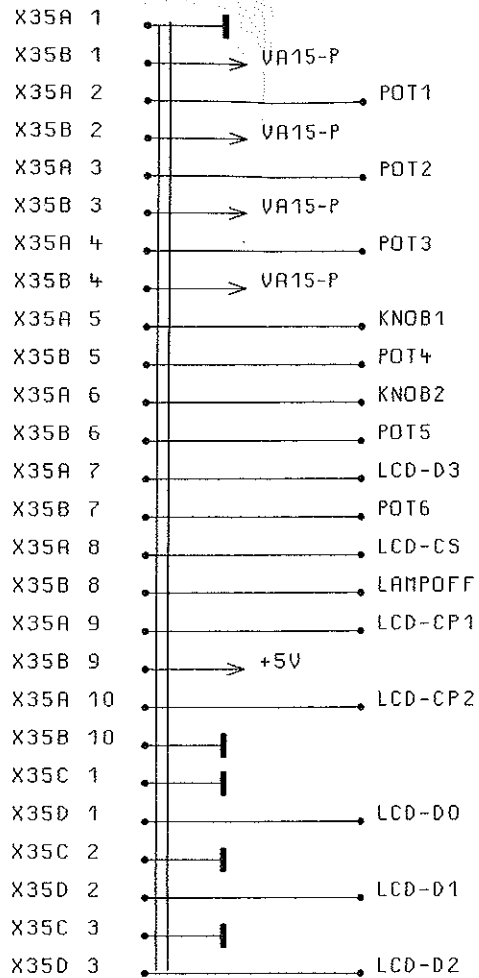 X35A 1
X35B 1 VA15-P
X35A 2 POT1
X35B 2 VA15-P
X35A 3 POT2
X35B 3 VA15-P
X35A 4 POT3
X35B 4 VA15-P
X35A 5 KNOB1
X35B 5 POT4
X35A 6 KNOB2
X35B 6 POT5
X35A 7 LCD-D3
X35B 7 POT6
X35A 8 LCD-CS
X35B 8 LAMPOFF
X35A 9 LCD-CP1
X35B 9 +5V
X35A 10 LCD-CP2
X35B 10
X35C 1
X35D 1 LCD-D0
X35C 2
X35D 2 LCD-D1
X35C 3
X35D 3 LCD-D2